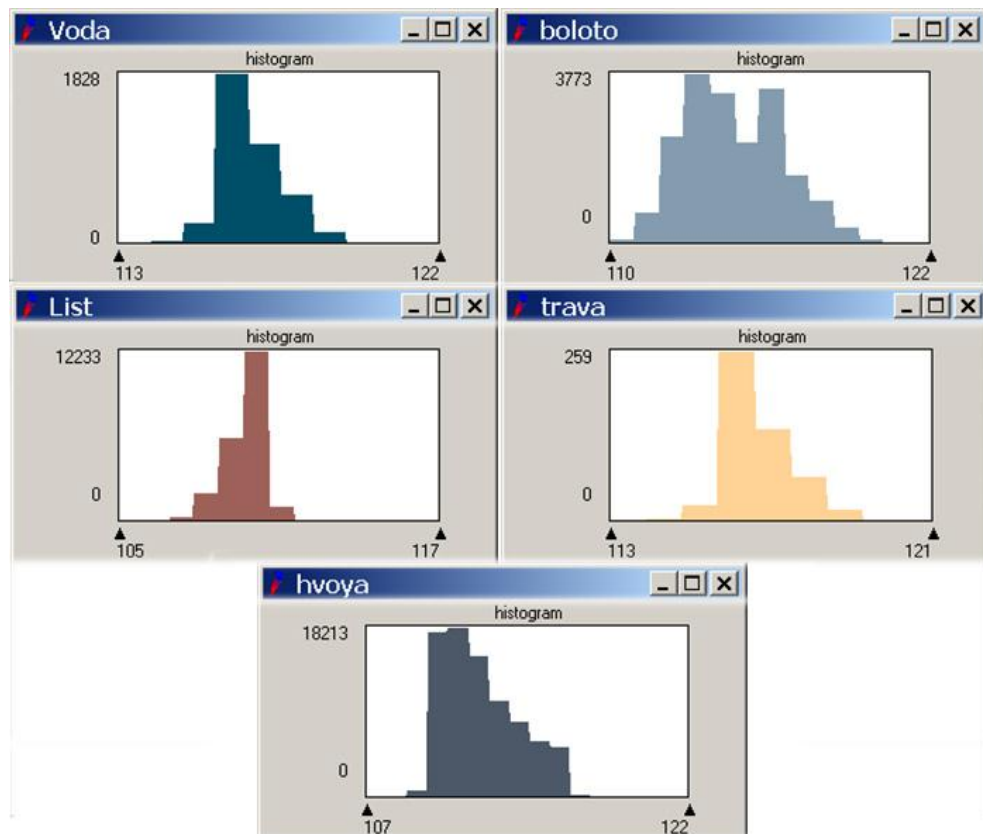 Voda
histogram
1828
0
113 122
boloto
histogram
3773
0
110 122
List
histogram
12233
0
105 117
trava
histogram
259
0
113 121
hvoya
histogram
18213
0
107 122